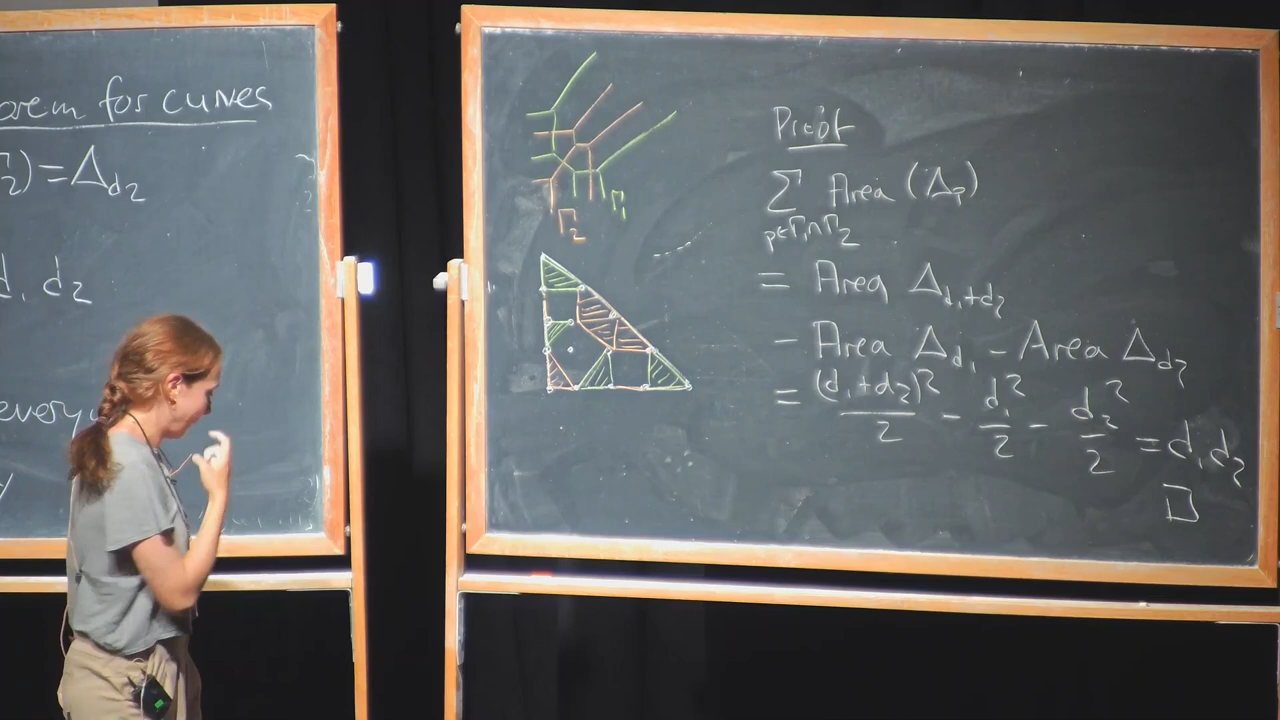 orem for curves
Γ₂) = Δ_{d₂}
d₁ d₂
every
y
Γ₁
Γ₂
Proof
∑_{p∈Γ₁∩Γ₂} Area (Δ_p)
= Area Δ_{d₁+d₂}
- Area Δ_{d₁} - Area Δ_{d₂}
= (d₁+d₂)²/2 - d₁²/2 - d₂²/2 = d₁d₂
□